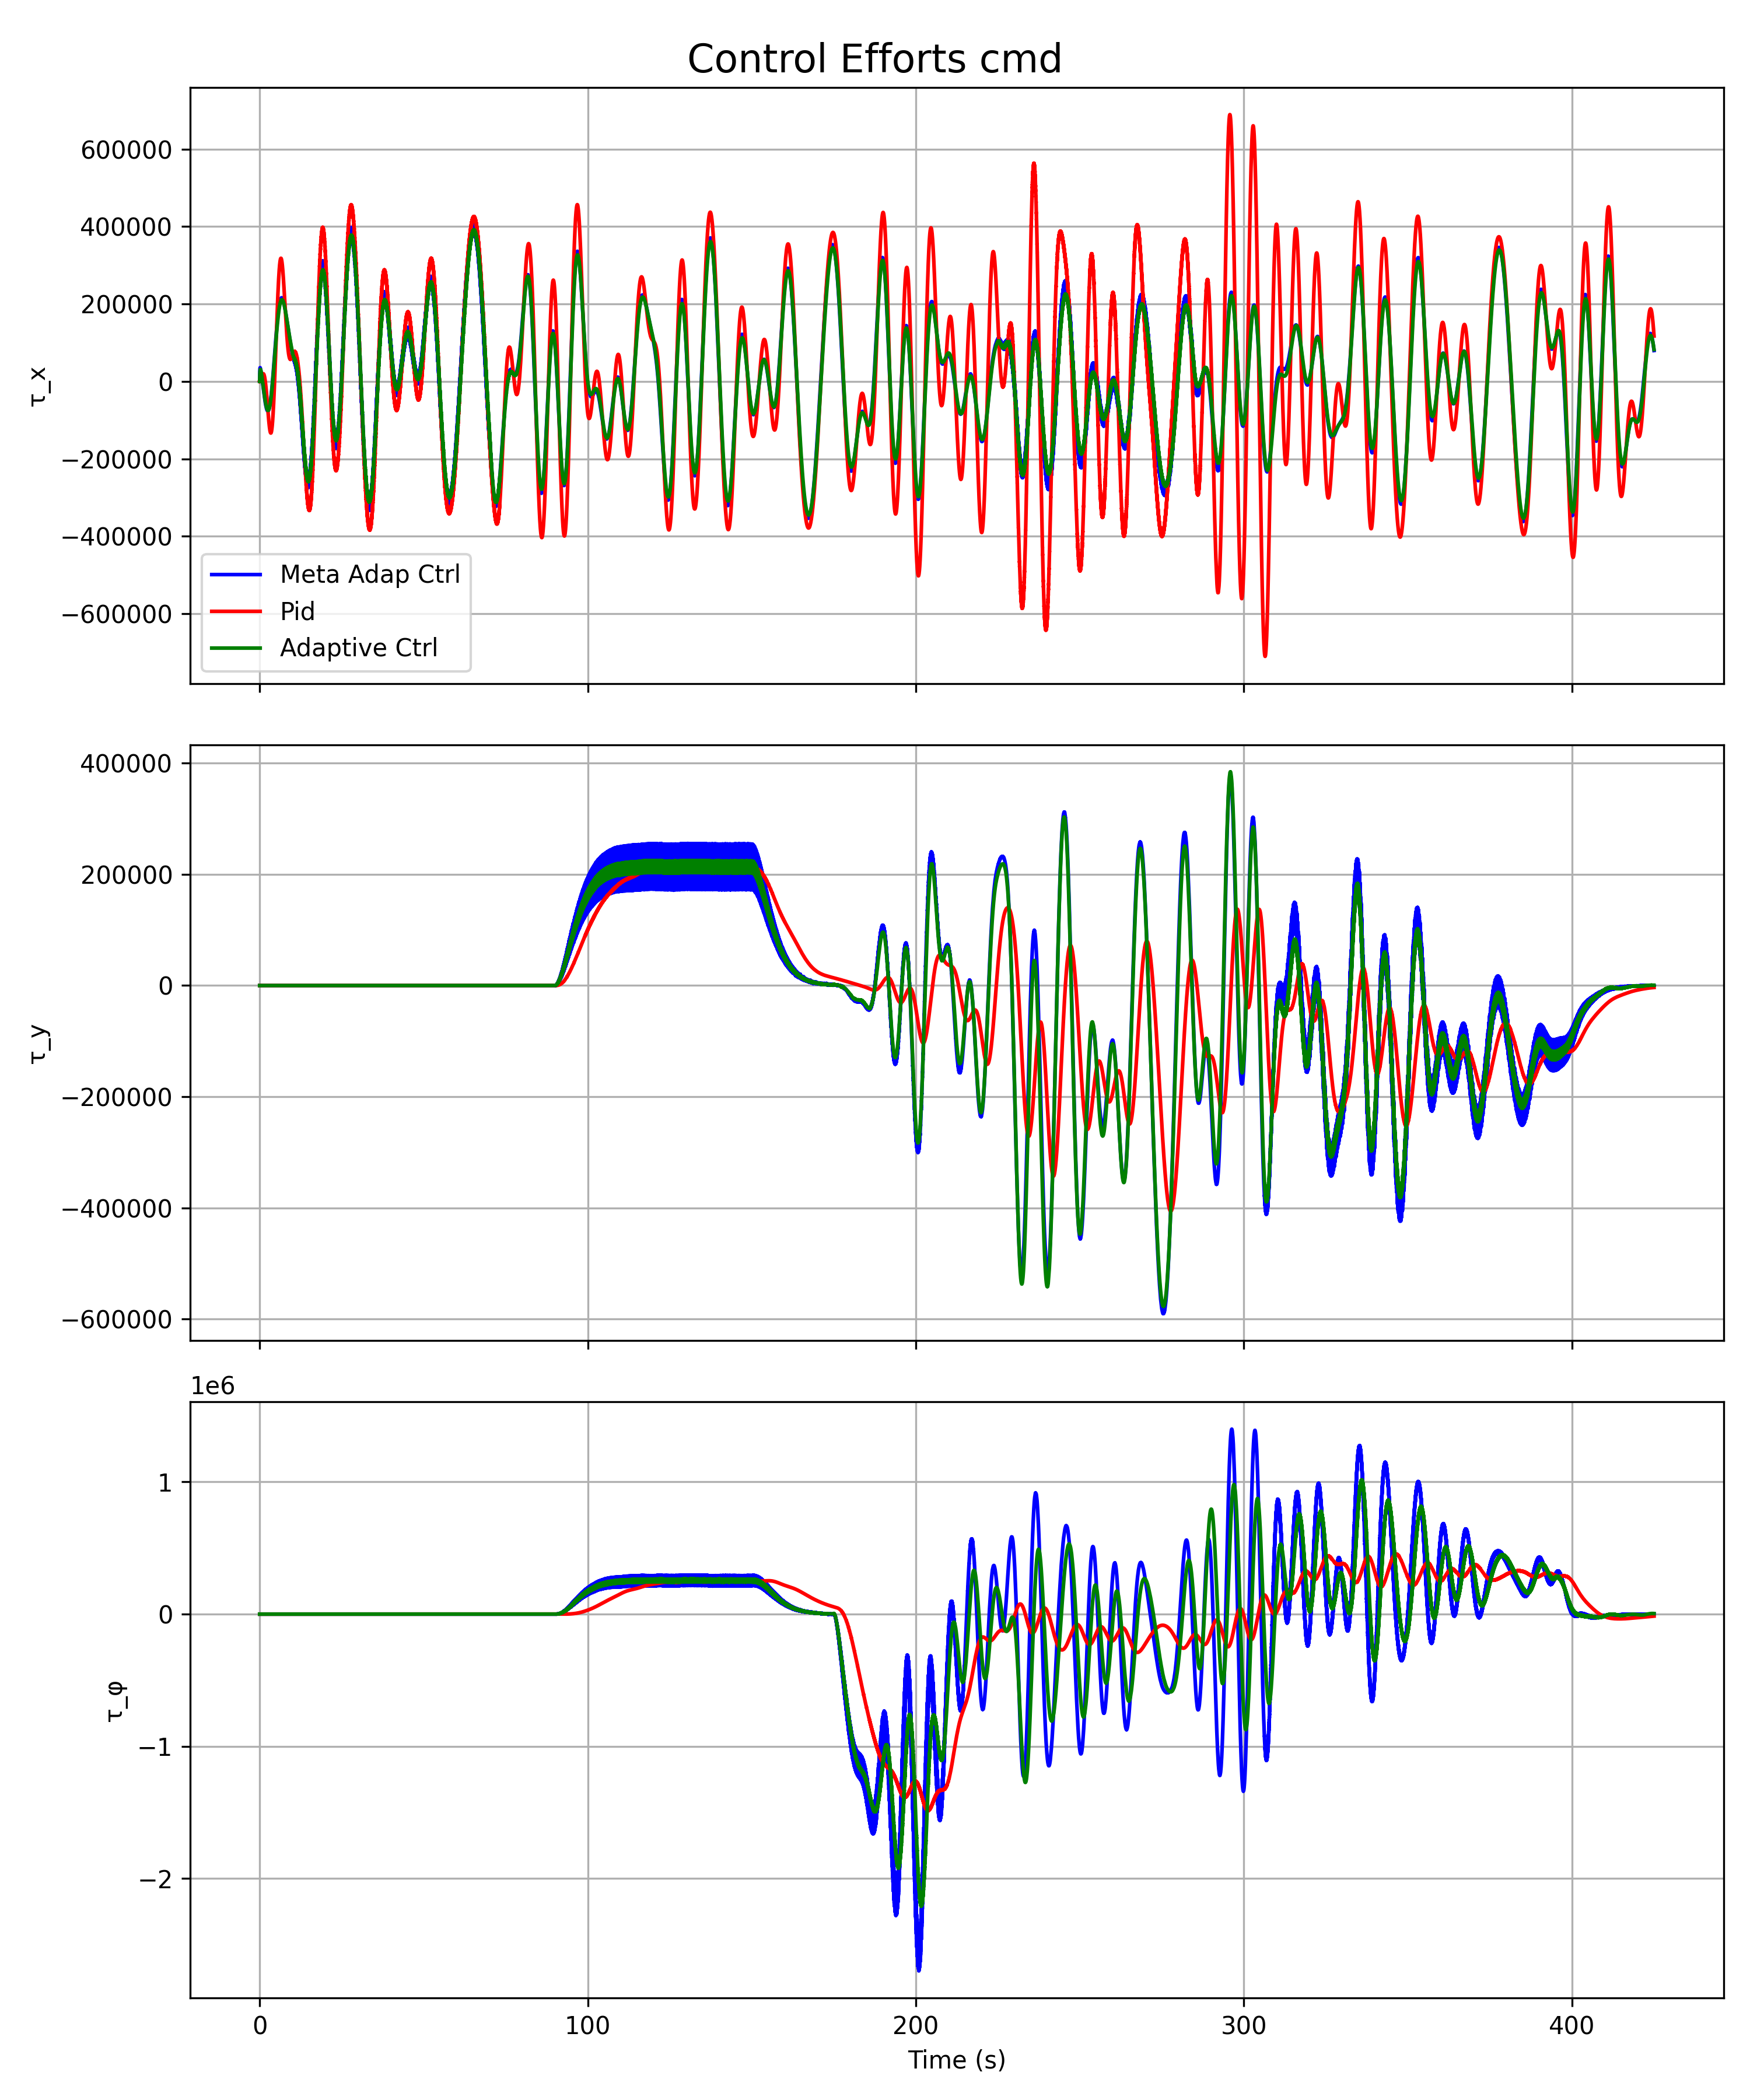 Control Efforts cmd
600000
400000
200000
0
−200000
−400000
−600000
τ_x
Meta Adap Ctrl
Pid
Adaptive Ctrl
400000
200000
0
−200000
−400000
−600000
τ_y
1e6
1
0
−1
−2
τ_φ
0 100 200 300 400
Time (s)